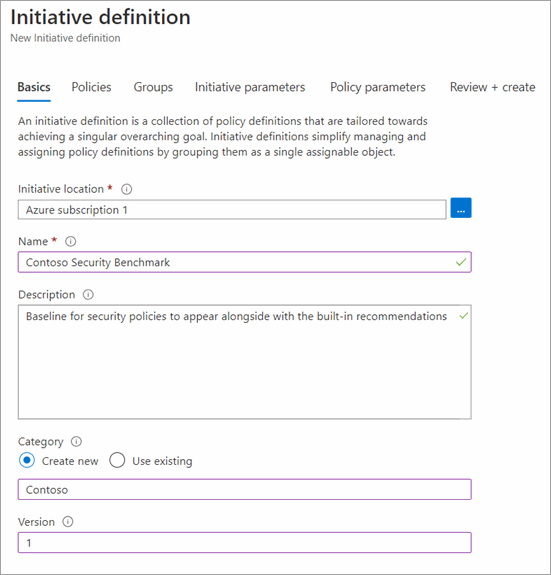 Initiative definition
New Initiative definition
Basics Policies Groups Initiative parameters Policy parameters Review + create
An initiative definition is a collection of policy definitions that are tailored towards
achieving a singular overarching goal. Initiative definitions simplify managing and
assigning policy definitions by grouping them as a single assignable object.
Initiative location *
Azure subscription 1
...
Name *
Contoso Security Benchmark
Description
Baseline for security policies to appear alongside with the built-in recommendations
Category
Create new Use existing
Contoso
Version
1